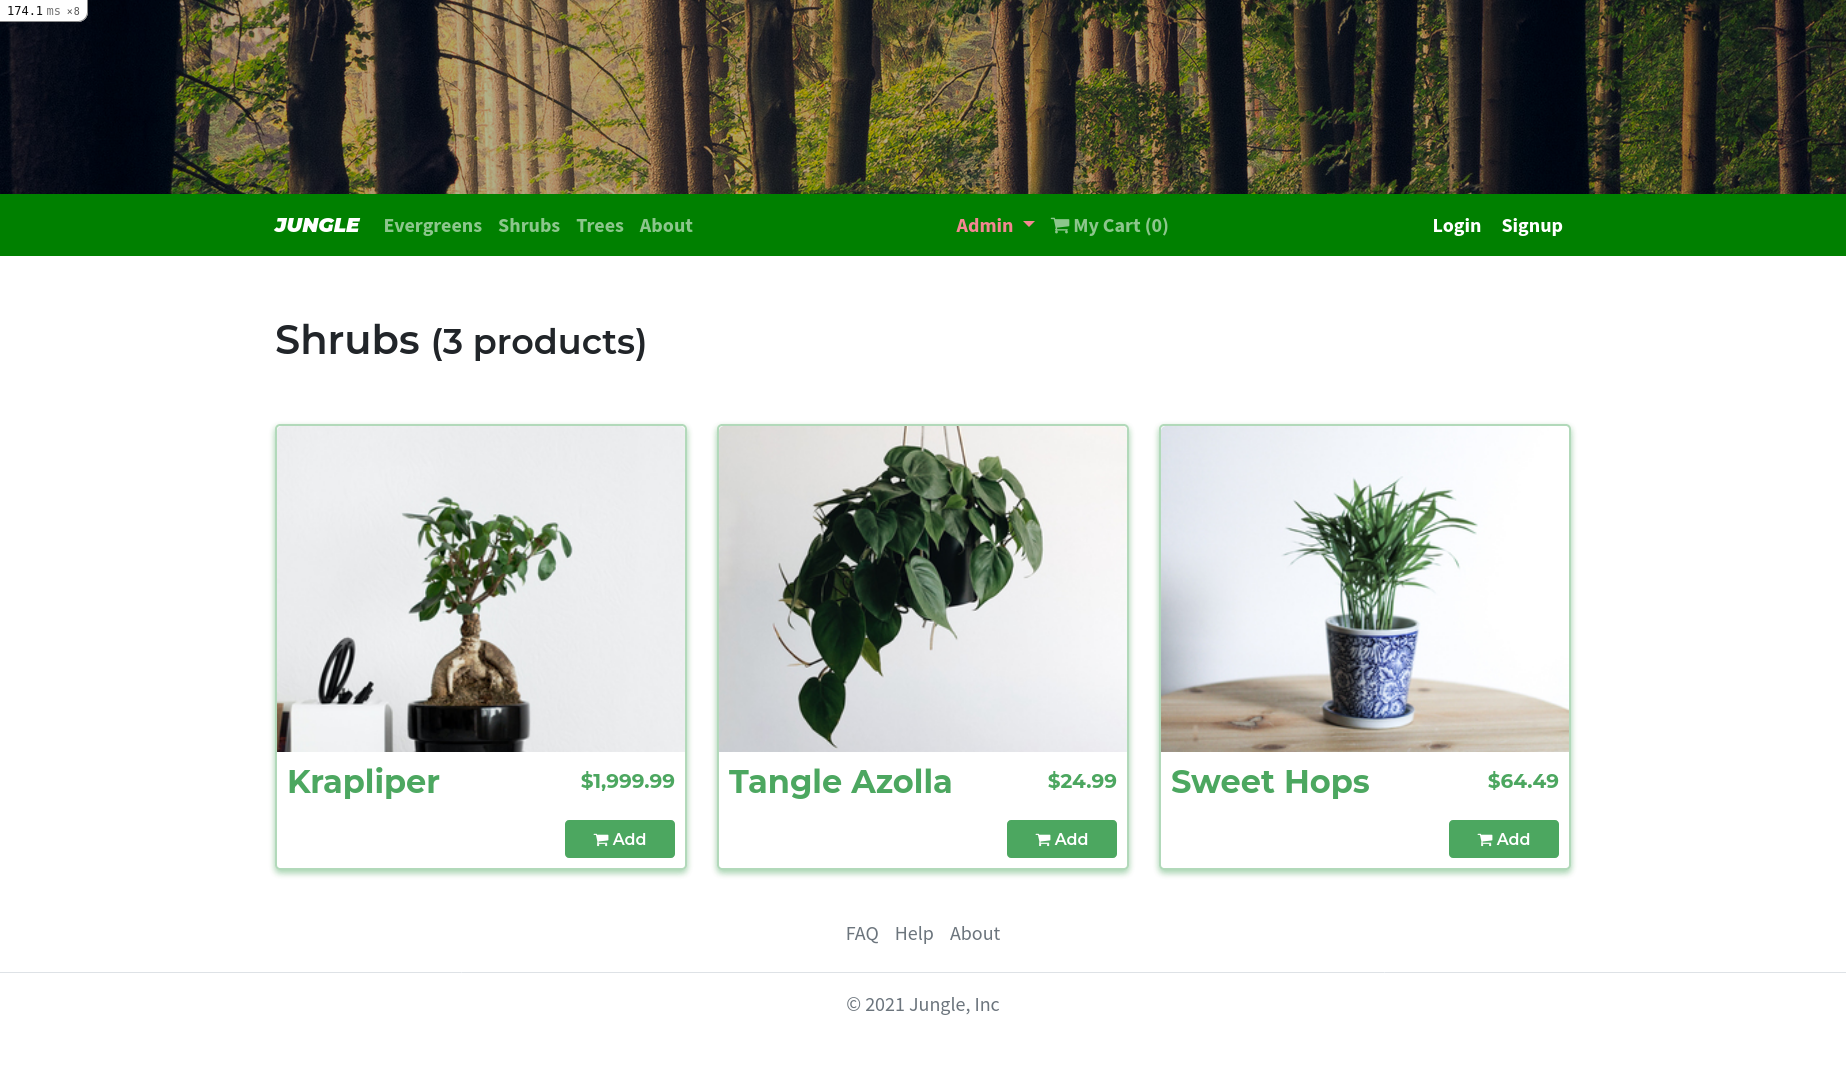 174.1 ms ×8
JUNGLE Evergreens Shrubs Trees About Admin My Cart (0) Login Signup
Shrubs (3 products)
Krapliper $1,999.99
Add
Tangle Azolla $24.99
Add
Sweet Hops $64.49
Add
FAQ Help About
© 2021 Jungle, Inc